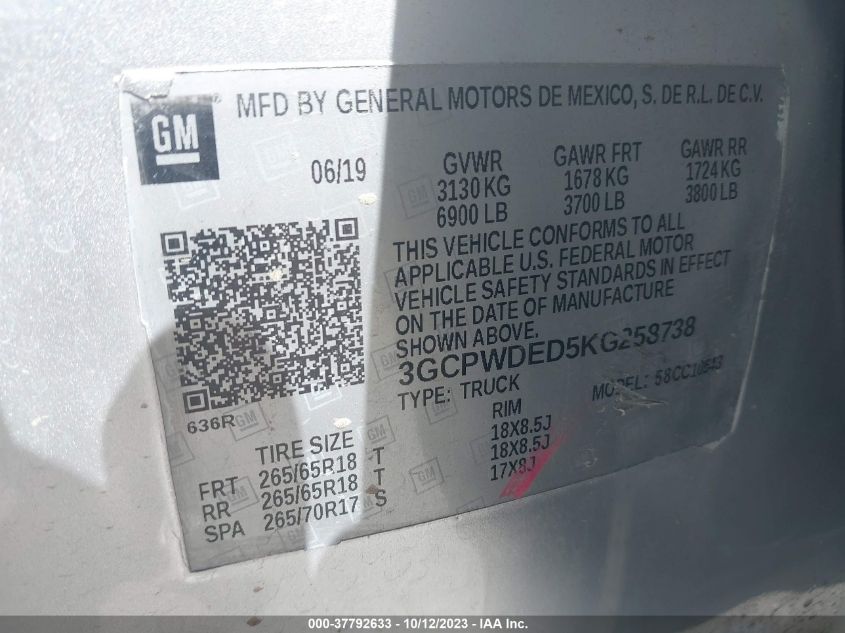 GM ® MFD BY GENERAL MOTORS DE MEXICO, S. DE R.L. DE C.V.
06/19
GVWR GAWR FRT GAWR RR
3130 KG 1678 KG 1724 KG
6900 LB 3700 LB 3800 LB
THIS VEHICLE CONFORMS TO ALL
APPLICABLE U.S. FEDERAL MOTOR
VEHICLE SAFETY STANDARDS IN EFFECT
ON THE DATE OF MANUFACTURE
SHOWN ABOVE.
3GCPWDED5KG258738
TYPE: TRUCK MODEL:
636R
TIRE SIZE RIM
FRT 265/65R18 T 18X8.5J
RR 265/65R18 T 18X8.5J
SPA 265/70R17 S 17X8J
000-37792633 - 10/12/2023 - IAA Inc.